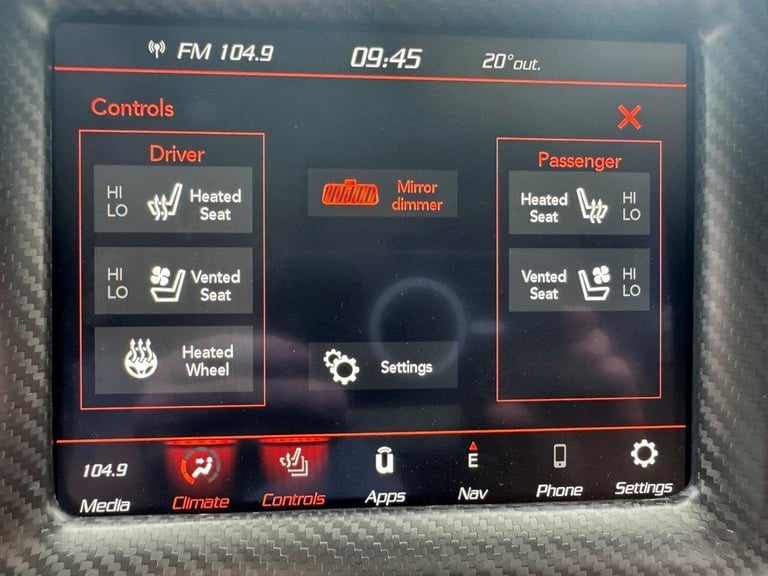 FM 104.9 09:45 20°out.
Controls
Driver
HI
LO
Heated
Seat
HI
LO
Vented
Seat
Heated
Wheel
Mirror
dimmer
Settings
Passenger
Heated
Seat
HI
LO
Vented
Seat
HI
LO
104.9
Media
Climate
Controls
û
Apps
E
Nav
Phone
Settings